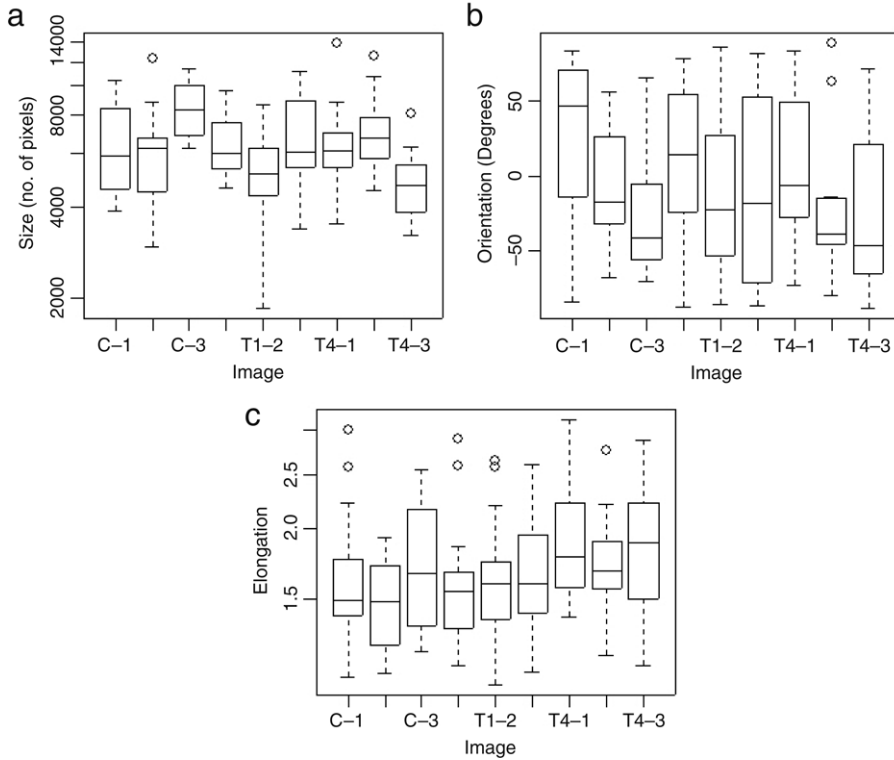 a
Size (no. of pixels)
14000
8000
4000
2000
C–1
C–3
T1–2
T4–1
T4–3
Image
b
Orientation (Degrees)
50
0
−50
C–1
C–3
T1–2
T4–1
T4–3
Image
c
Elongation
2.5
2.0
1.5
C–1
C–3
T1–2
T4–1
T4–3
Image